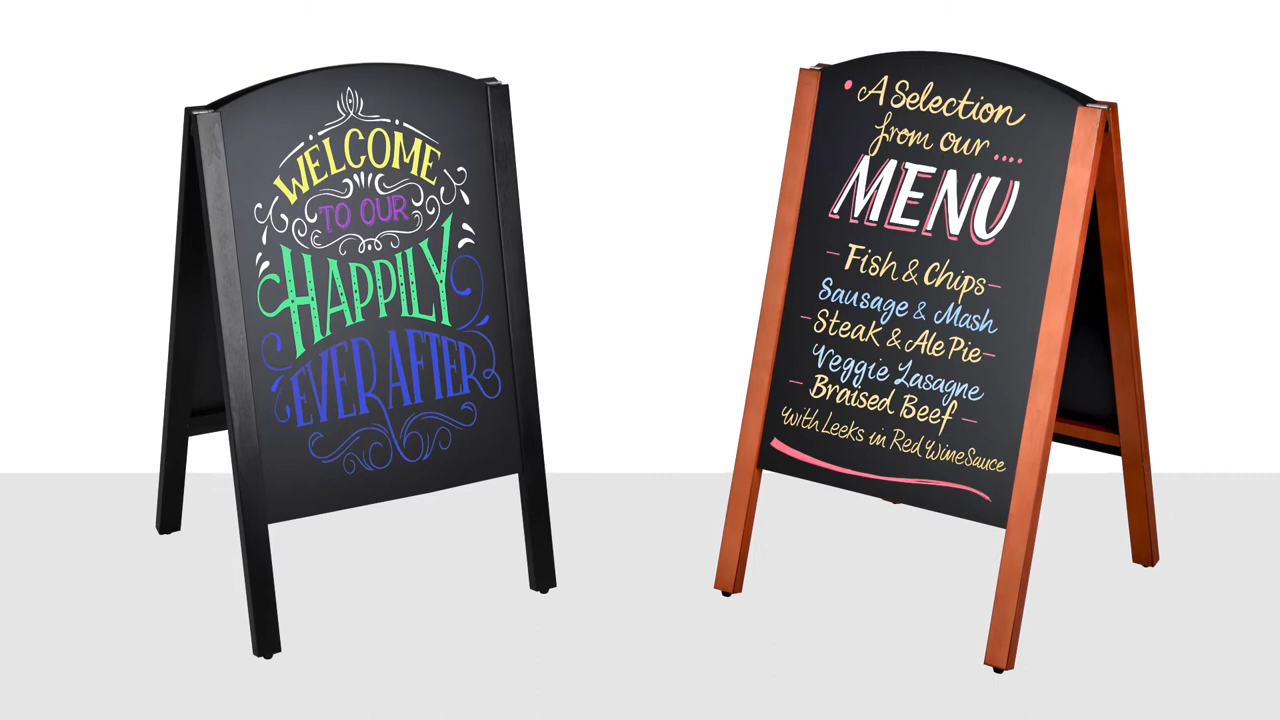 WELCOME
TO OUR
HAPPILY
EVER AFTER
A Selection
from our ....
MENU
- Fish & Chips -
Sausage & Mash
- Steak & Ale Pie -
Veggie Lasagne
- Braised Beef -
with Leeks in Red Wine Sauce